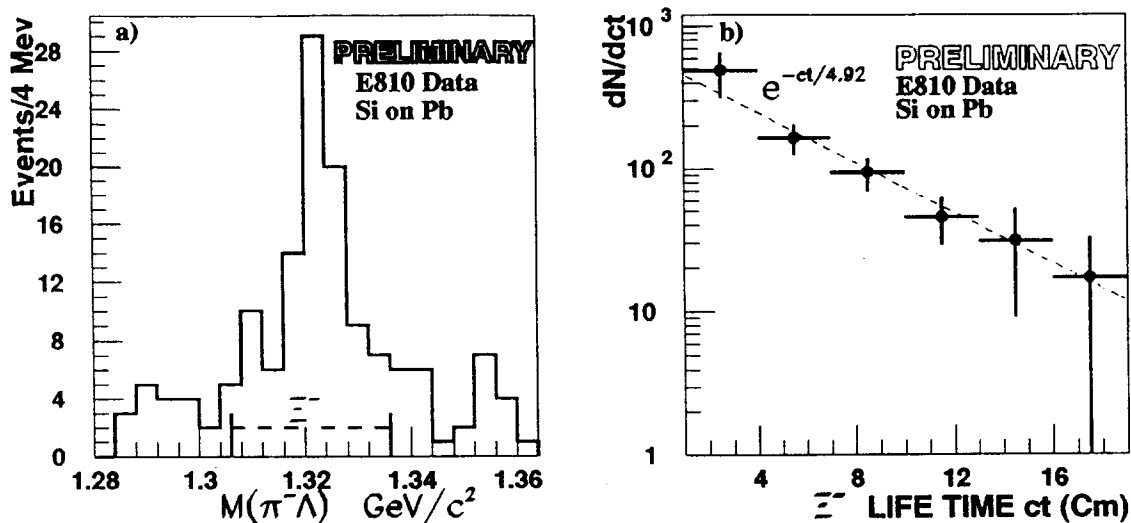 a)
PRELIMINARY
E810 Data
Si on Pb
Events/4 Mev
28
24
20
16
12
8
4
0
Ξ⁻
1.28
1.3
1.32
1.34
1.36
M(π⁻Λ) GeV/c²
b)
PRELIMINARY
E810 Data
Si on Pb
e^{-ct/4.92}
dN/dct
10³
10²
10
1
4
8
12
16
Ξ⁻ LIFE TIME ct (Cm)